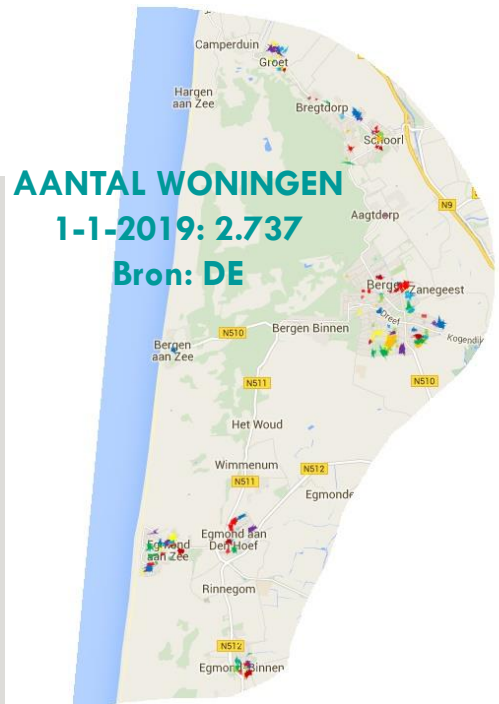 Camperduin
Groet
Hargen
aan Zee
Bregtdorp
Schoorl
AANTAL WONINGEN
1-1-2019: 2.737
Bron: DE
N9
Aagtdorp
Bergen
Zanegeest
Dreef
Kogendijk
Bergen Binnen
N510
Bergen
aan Zee
N511
N510
Het Woud
Wimmenum
N512
N511
Egmonde
Egmond aan
Den Hoef
Egmond
aan Zee
Rinnegom
N512
Egmond Binnen